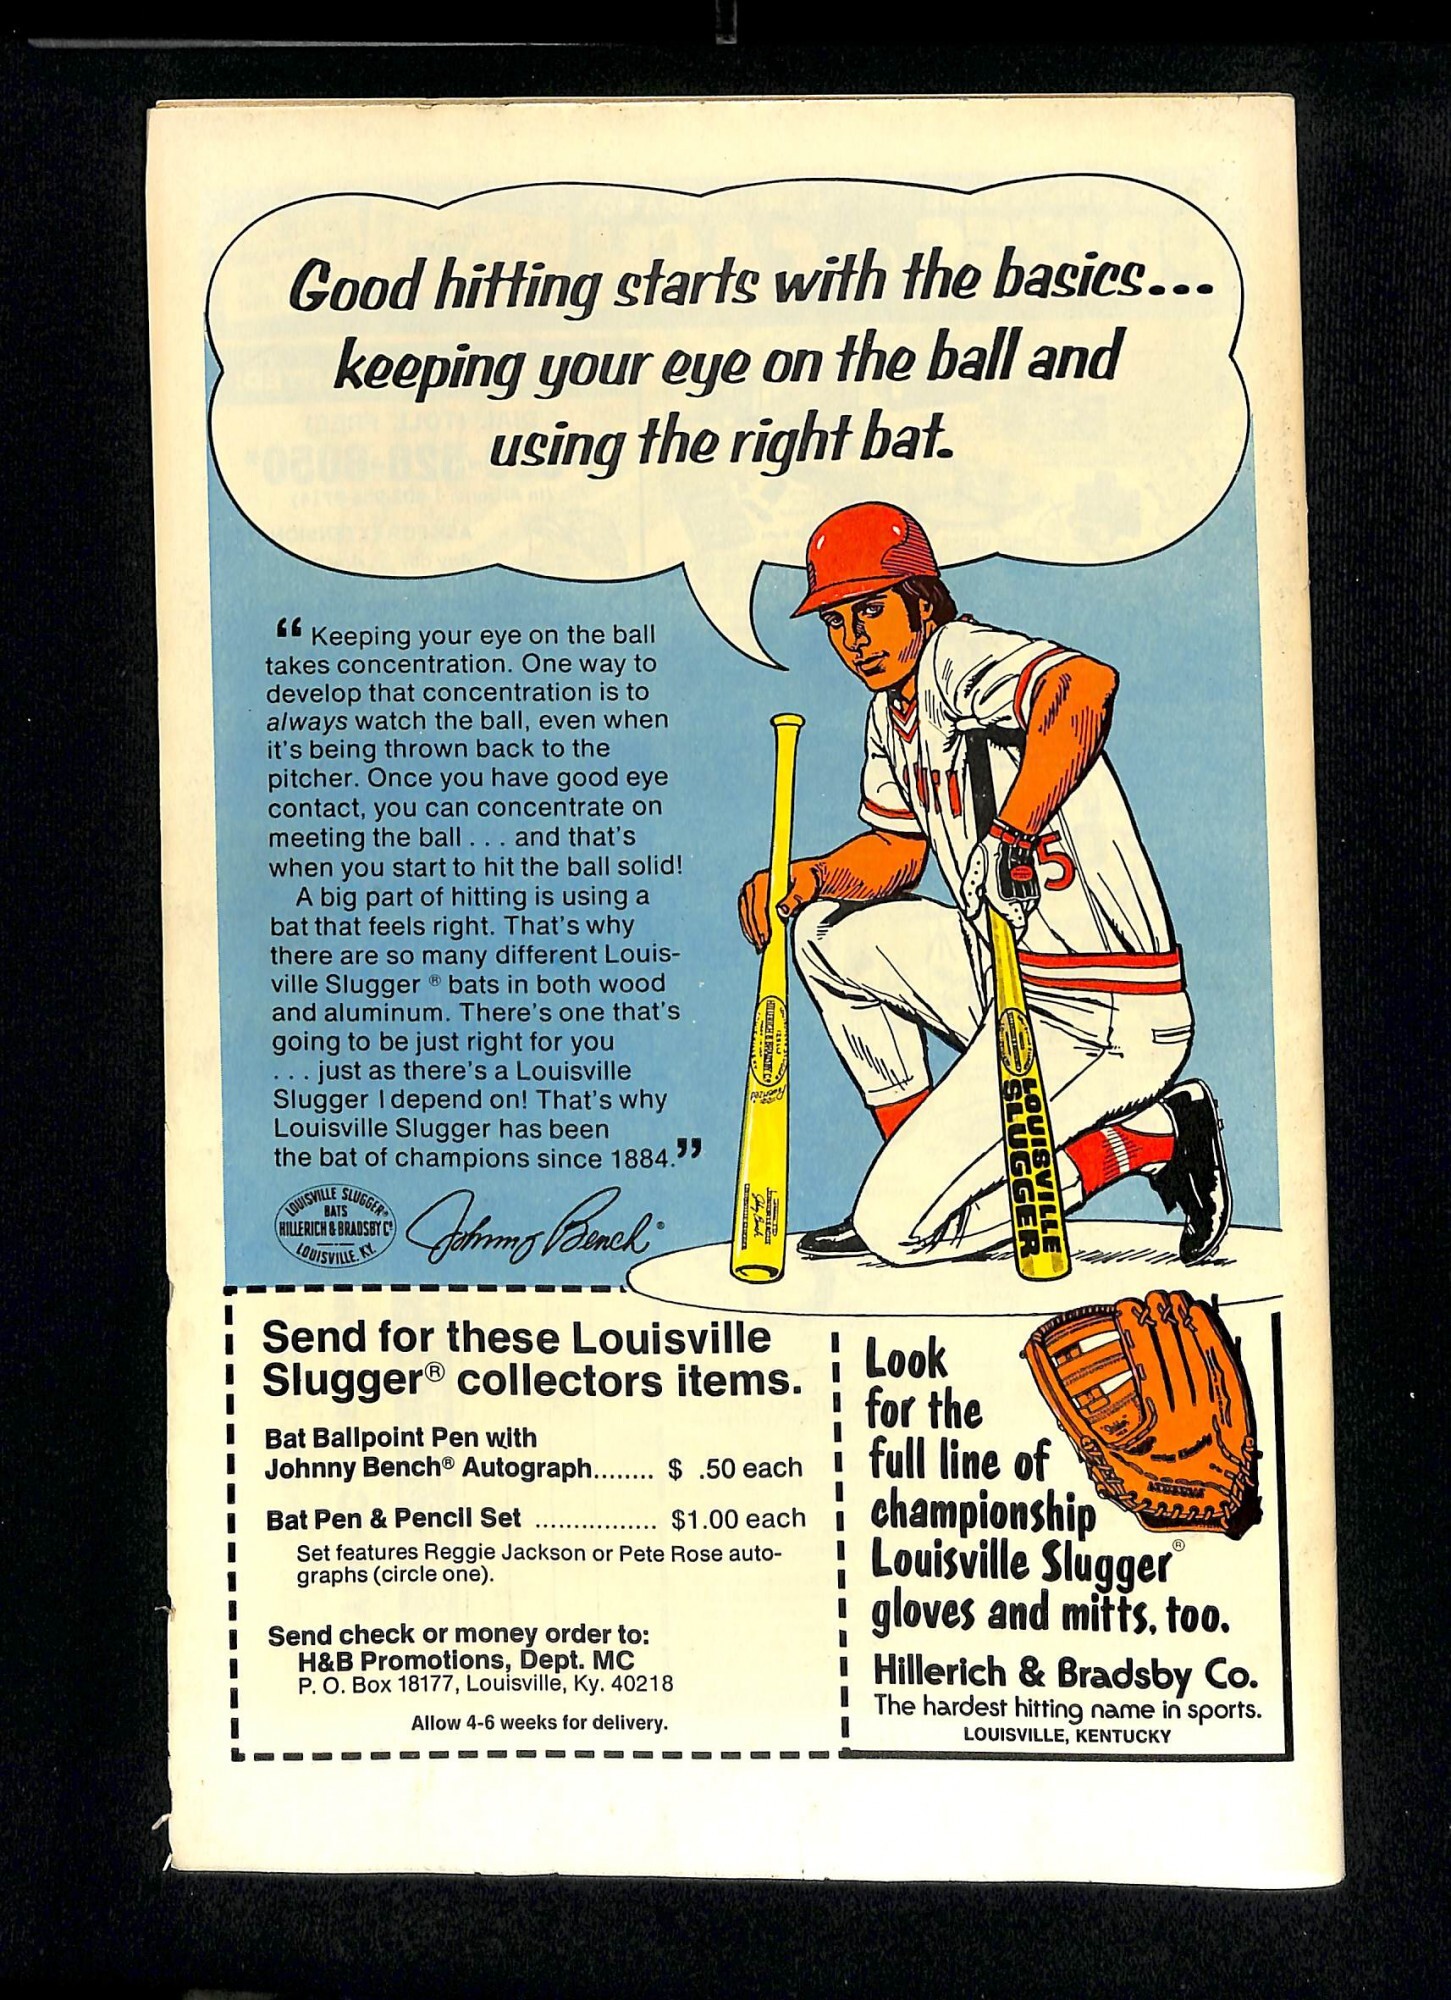 Good hitting starts with the basics...
keeping your eye on the ball and
using the right bat.
“ Keeping your eye on the ball
takes concentration. One way to
develop that concentration is to
always watch the ball, even when
it's being thrown back to the
pitcher. Once you have good eye
contact, you can concentrate on
meeting the ball . . . and that's
when you start to hit the ball solid!
A big part of hitting is using a
bat that feels right. That's why
there are so many different Louis-
ville Slugger ® bats in both wood
and aluminum. There's one that's
going to be just right for you
. . . just as there's a Louisville
Slugger I depend on! That's why
Louisville Slugger has been
the bat of champions since 1884.”
LOUISVILLE SLUGGER®
BATS
HILLERICH & BRADSBY Cº
LOUISVILLE, KY.
Johnny Bench®
5
HILLERICH & BRADSBY Cº
LOUISVILLE
SLUGGER
Send for these Louisville
Slugger® collectors items.
Bat Ballpoint Pen with
Johnny Bench® Autograph........ $ .50 each
Bat Pen & Pencil Set ................ $1.00 each
Set features Reggie Jackson or Pete Rose auto-
graphs (circle one).
Send check or money order to:
H&B Promotions, Dept. MC
P. O. Box 18177, Louisville, Ky. 40218
Allow 4-6 weeks for delivery.
Look
for the
full line of
championship
Louisville Slugger®
gloves and mitts, too.
Hillerich & Bradsby Co.
The hardest hitting name in sports.
LOUISVILLE, KENTUCKY